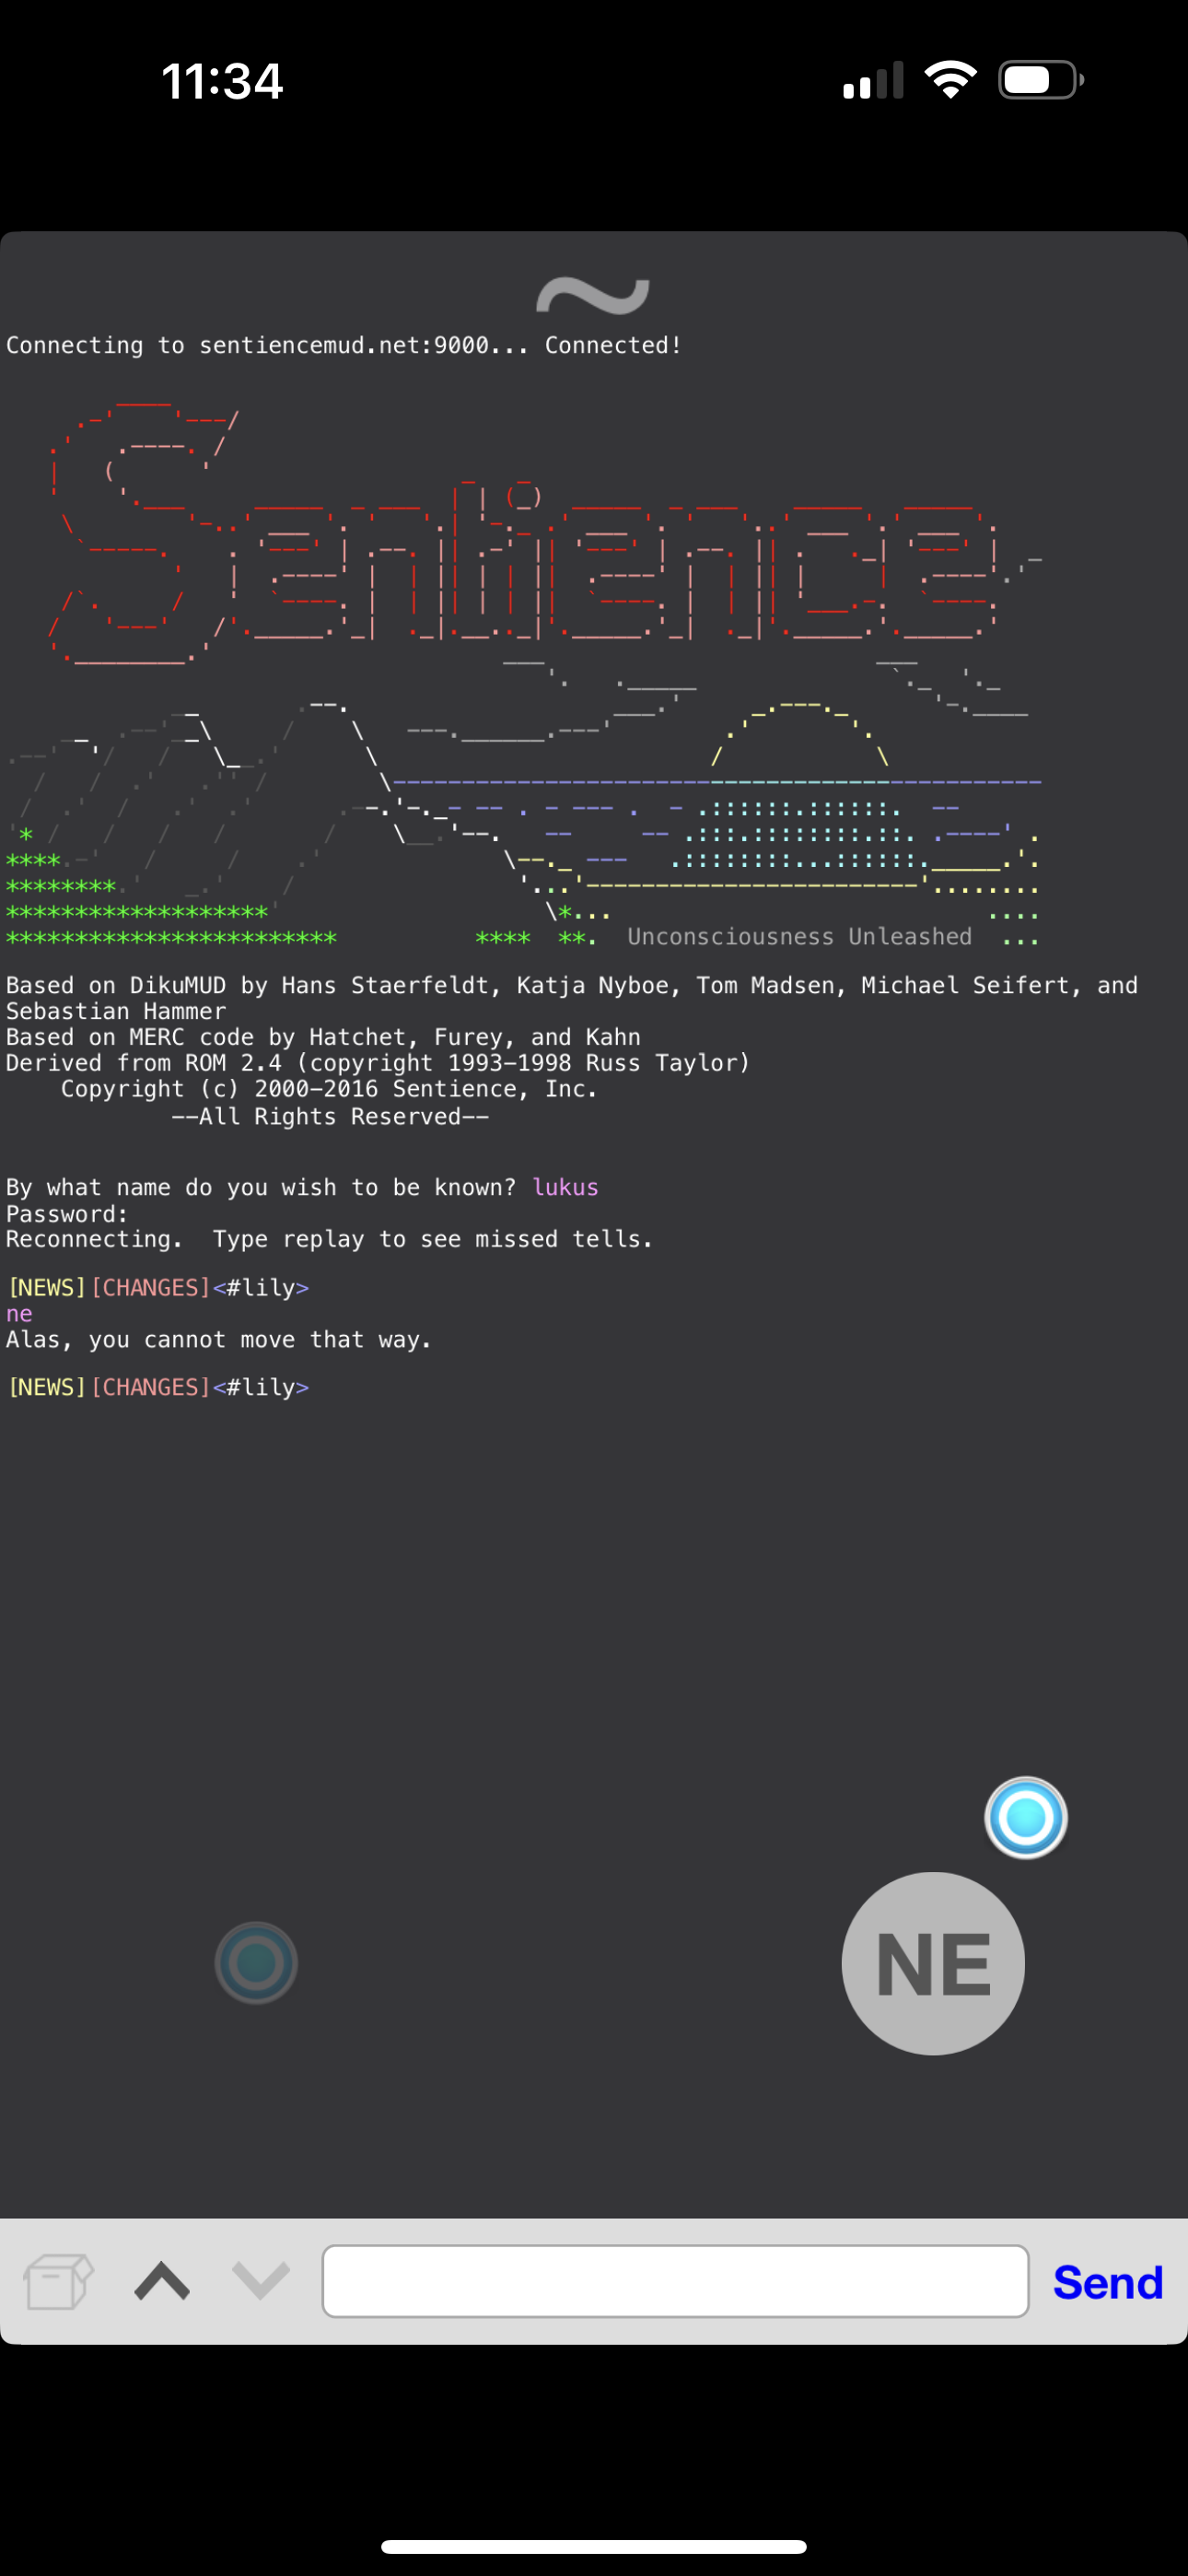 11:34
~
Connecting to sentiencemud.net:9000... Connected!
Sentience
Unconsciousness Unleashed
Based on DikuMUD by Hans Staerfeldt, Katja Nyboe, Tom Madsen, Michael Seifert, and
Sebastian Hammer
Based on MERC code by Hatchet, Furey, and Kahn
Derived from ROM 2.4 (copyright 1993-1998 Russ Taylor)
Copyright (c) 2000-2016 Sentience, Inc.
--All Rights Reserved--
By what name do you wish to be known? lukus
Password:
Reconnecting.  Type replay to see missed tells.
[NEWS][CHANGES]<#lily>
ne
Alas, you cannot move that way.
[NEWS][CHANGES]<#lily>
NE
Send